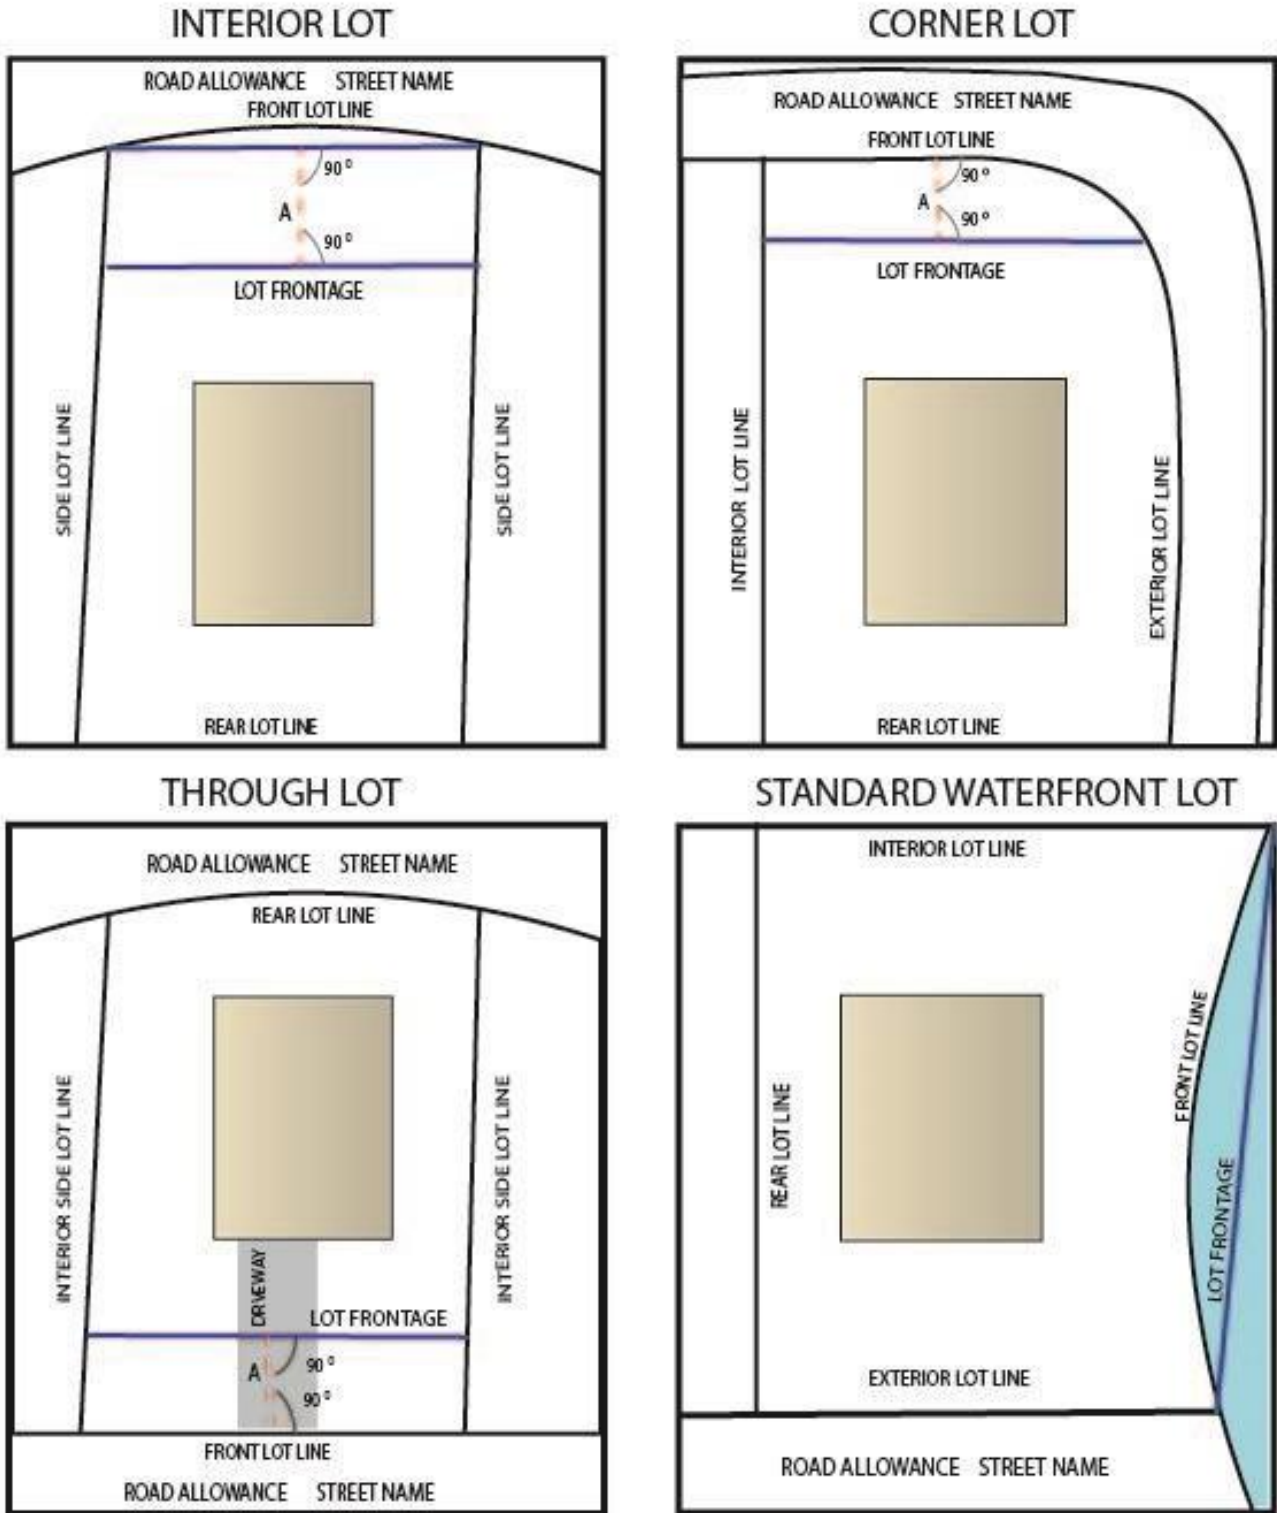 INTERIOR LOT
ROAD ALLOWANCE STREET NAME
FRONT LOT LINE
90 °
A
90 °
LOT FRONTAGE
SIDE LOT LINE
SIDE LOT LINE
REAR LOT LINE
CORNER LOT
ROAD ALLOWANCE STREET NAME
FRONT LOT LINE
90 °
A
90 °
LOT FRONTAGE
INTERIOR LOT LINE
EXTERIOR LOT LINE
REAR LOT LINE
THROUGH LOT
ROAD ALLOWANCE STREET NAME
REAR LOT LINE
INTERIOR SIDE LOT LINE
INTERIOR SIDE LOT LINE
DRIVEWAY
LOT FRONTAGE
90 °
A
90 °
FRONT LOT LINE
ROAD ALLOWANCE STREET NAME
STANDARD WATERFRONT LOT
INTERIOR LOT LINE
FRONT LOT LINE
REAR LOT LINE
LOT FRONTAGE
EXTERIOR LOT LINE
ROAD ALLOWANCE STREET NAME